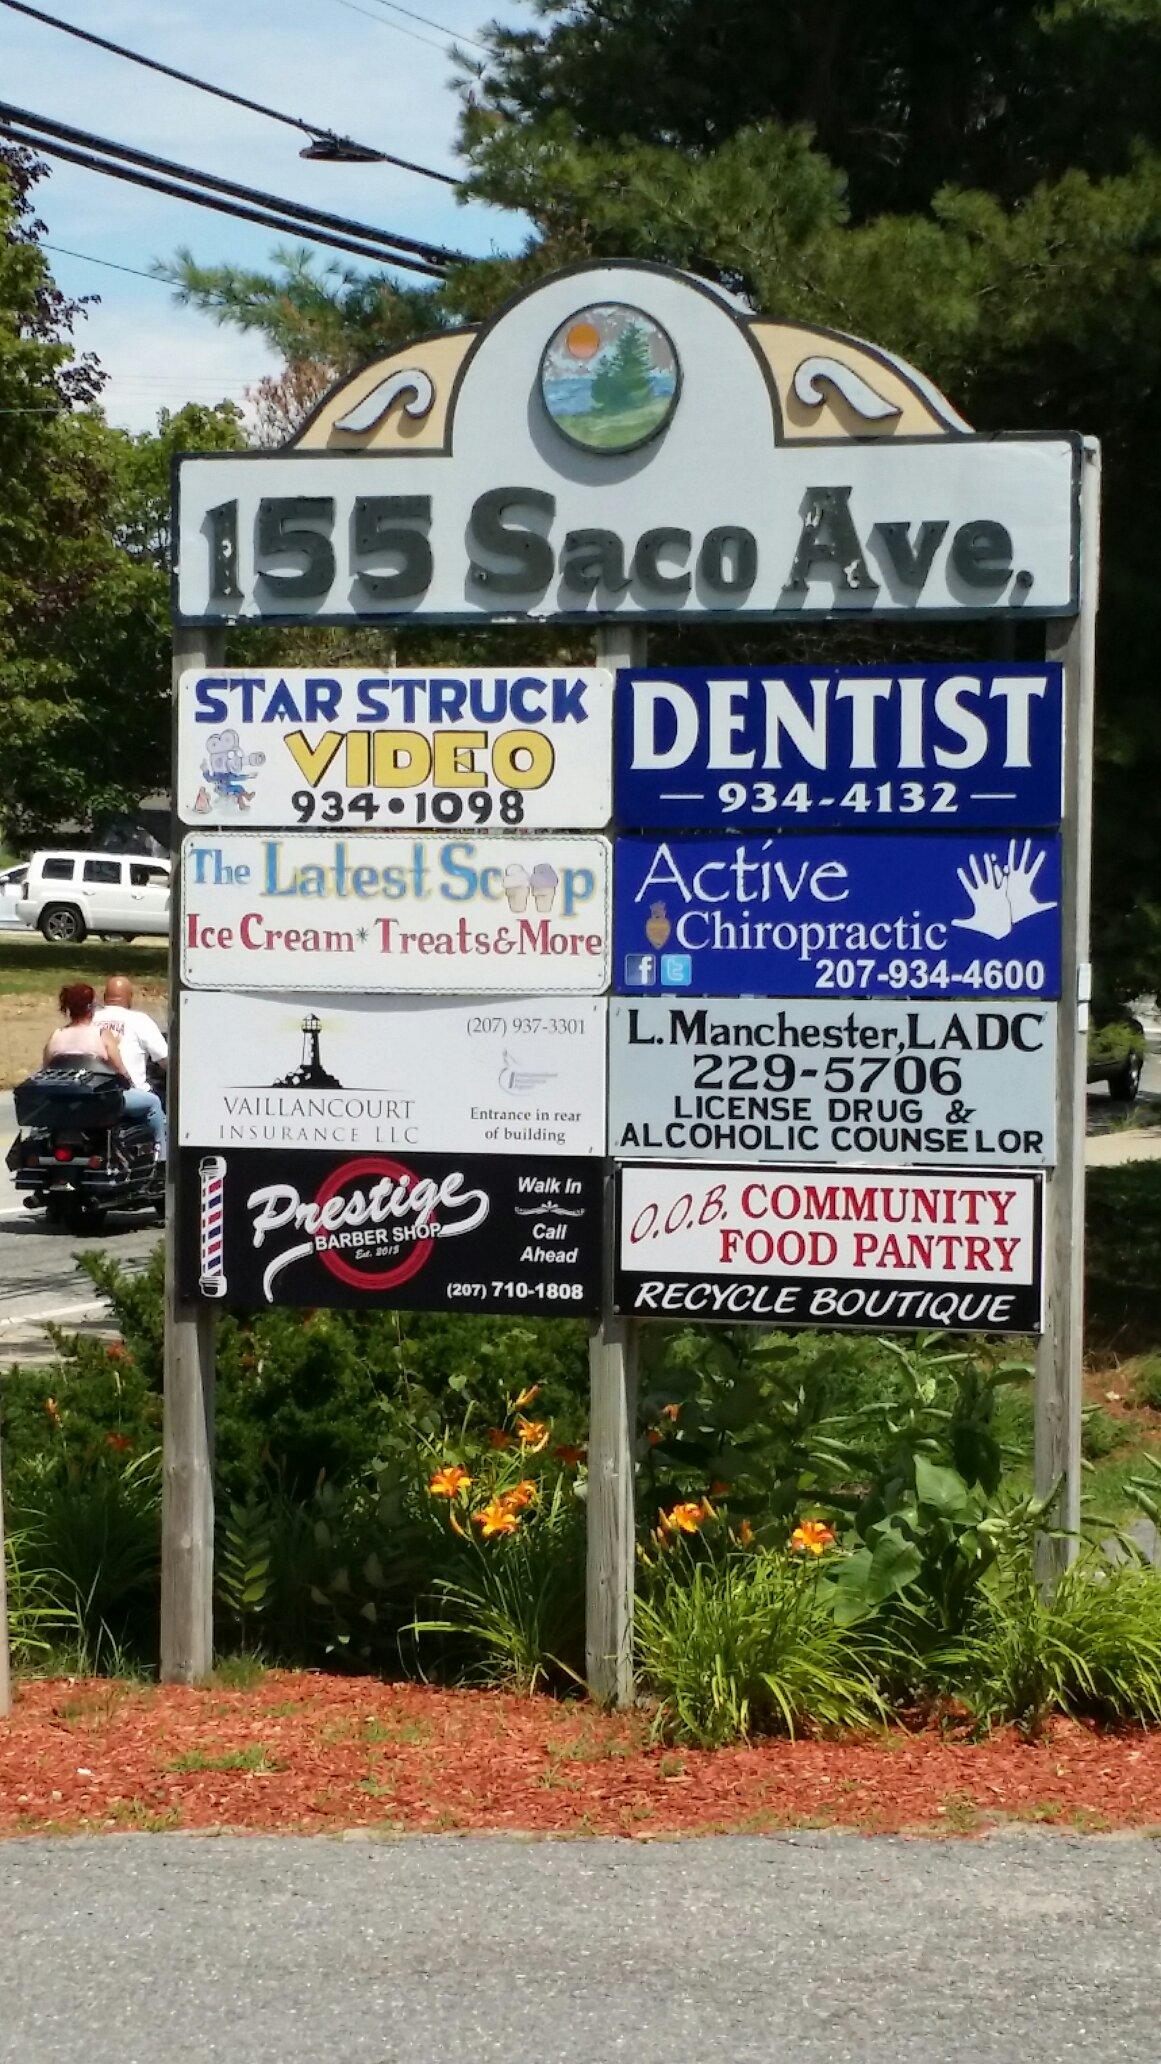 155 Saco Ave.
STAR STRUCK
VIDEO
934•1098
DENTIST
934-4132
The Latest Scoop
Ice Cream*Treats&More
Active
Chiropractic
207-934-4600
(207) 937-3301
VAILLANCOURT
INSURANCE LLC
Entrance in rear
of building
L.Manchester,LADC
229-5706
LICENSE DRUG &
ALCOHOLIC COUNSELOR
Prestige
BARBER SHOP
Est. 2015
Walk In
Call
Ahead
(207) 710-1808
O.O.B. COMMUNITY
FOOD PANTRY
RECYCLE BOUTIQUE